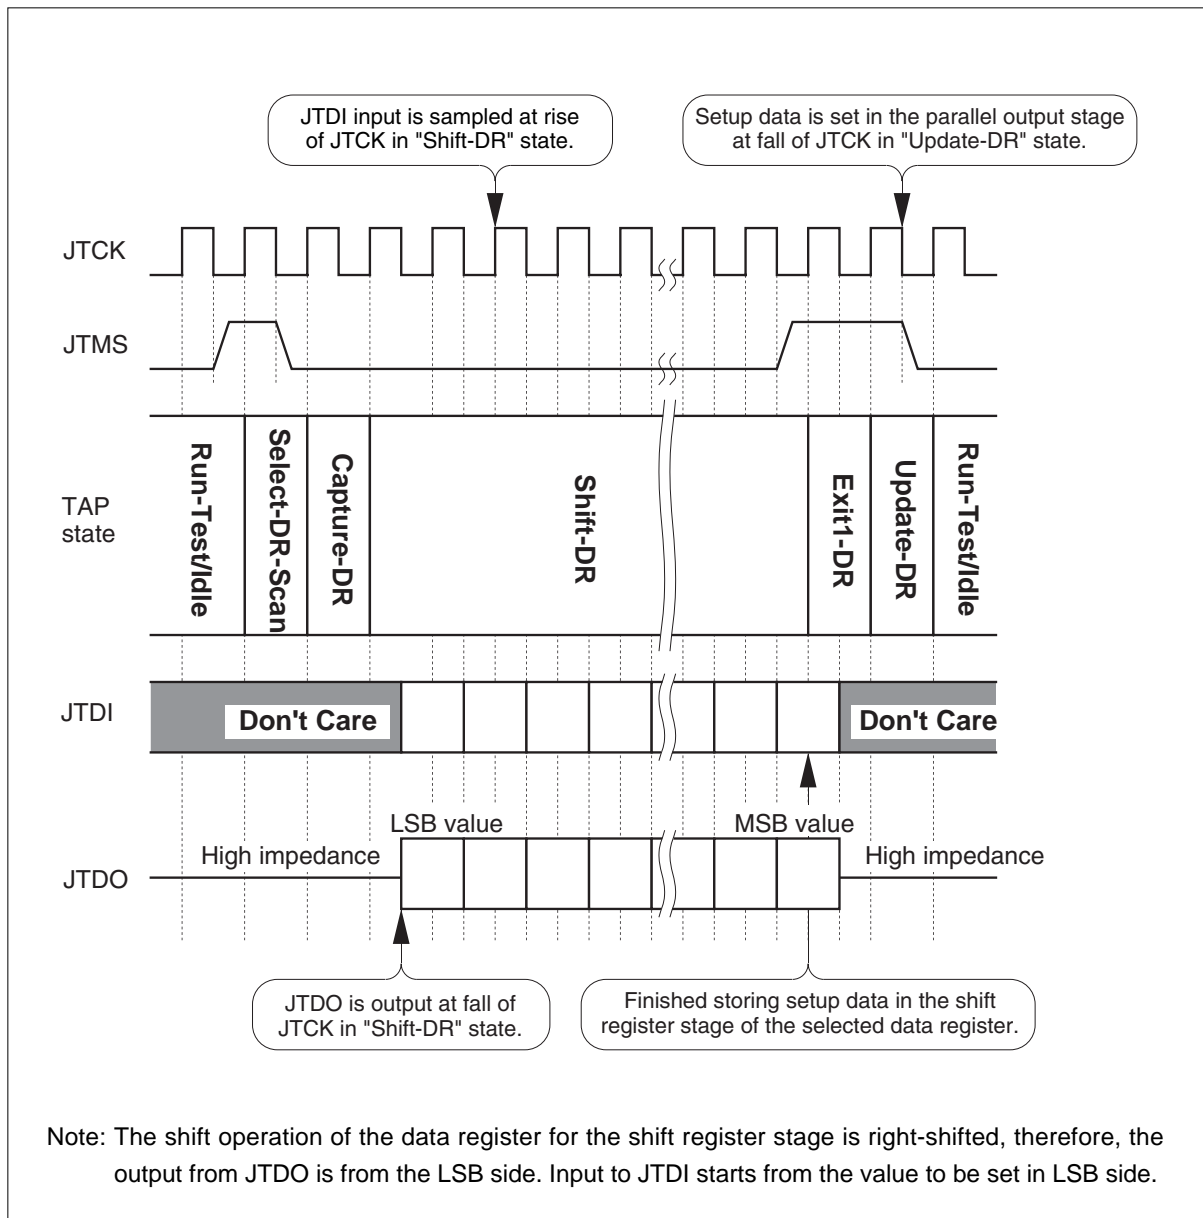 JTDI input is sampled at rise
of JTCK in "Shift-DR" state.
Setup data is set in the parallel output stage
at fall of JTCK in "Update-DR" state.
JTCK
JTMS
TAP
state
Run-Test/Idle
Select-DR-Scan
Capture-DR
Shift-DR
Exit1-DR
Update-DR
Run-Test/Idle
JTDI
Don't Care
Don't Care
LSB value
MSB value
High impedance
High impedance
JTDO
JTDO is output at fall of
JTCK in "Shift-DR" state.
Finished storing setup data in the shift
register stage of the selected data register.
Note: The shift operation of the data register for the shift register stage is right-shifted, therefore, the
output from JTDO is from the LSB side. Input to JTDI starts from the value to be set in LSB side.